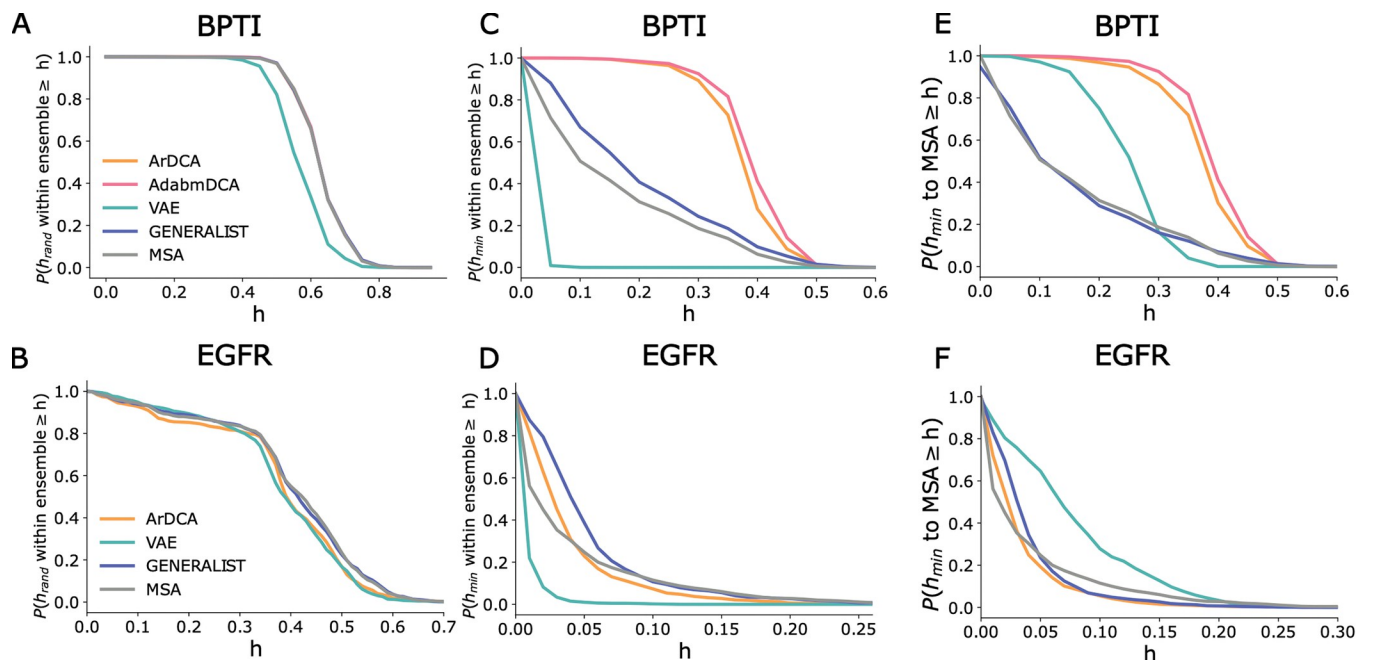 A
BPTI
P(h_rand within ensemble ≥ h)
1.0
0.8
0.6
0.4
0.2
0.0
ArDCA
AdabmDCA
VAE
GENERALIST
MSA
0.0 0.2 0.4 0.6 0.8
h
C
BPTI
P(h_min within ensemble ≥ h)
1.0
0.8
0.6
0.4
0.2
0.0
0.0 0.1 0.2 0.3 0.4 0.5 0.6
h
E
BPTI
P(h_min to MSA ≥ h)
1.0
0.8
0.6
0.4
0.2
0.0
0.0 0.1 0.2 0.3 0.4 0.5 0.6
h
B
EGFR
P(h_rand within ensemble ≥ h)
1.0
0.8
0.6
0.4
0.2
0.0
ArDCA
VAE
GENERALIST
MSA
0.0 0.1 0.2 0.3 0.4 0.5 0.6 0.7
h
D
EGFR
P(h_min within ensemble ≥ h)
1.0
0.8
0.6
0.4
0.2
0.0
0.00 0.05 0.10 0.15 0.20 0.25
h
F
EGFR
P(h_min to MSA ≥ h)
1.0
0.8
0.6
0.4
0.2
0.0
0.00 0.05 0.10 0.15 0.20 0.25 0.30
h